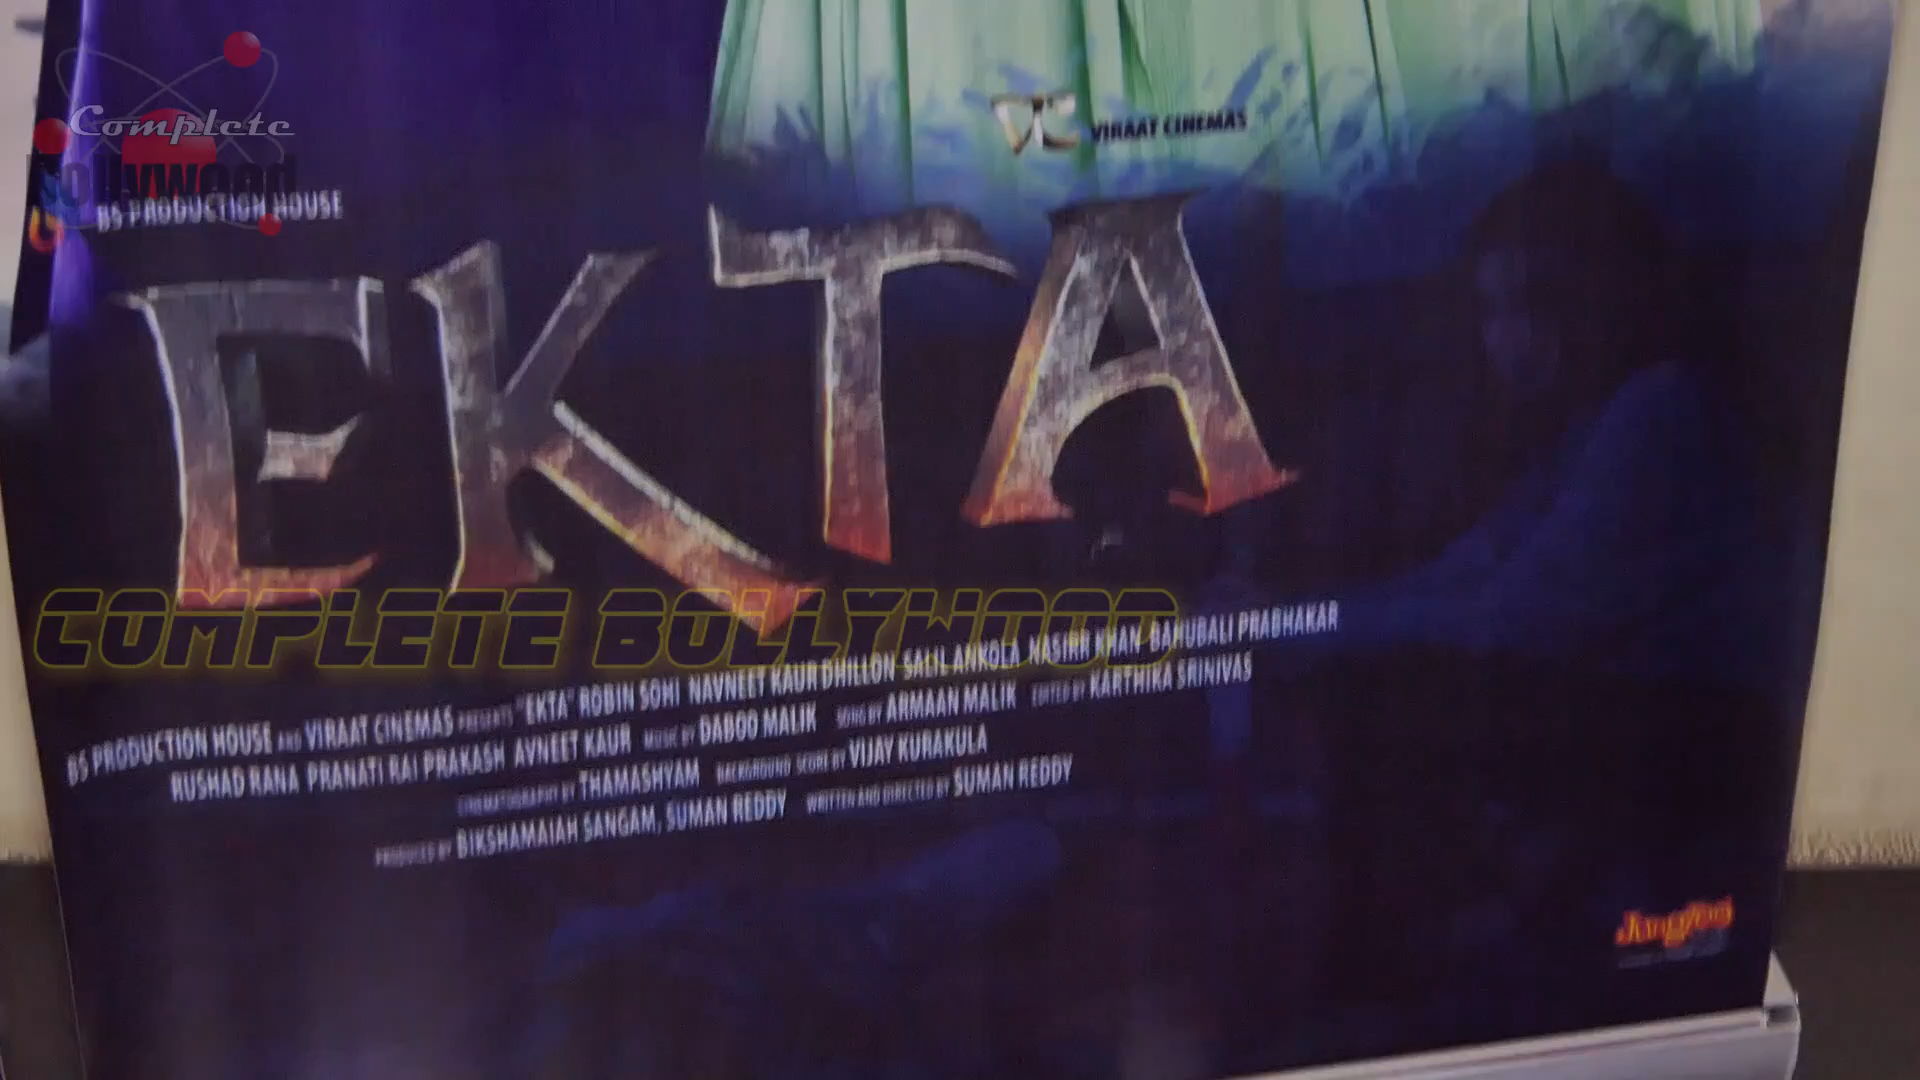 Complete
Bollywood
VIRAAT CINEMAS
BS PRODUCTION HOUSE
EKTA
COMPLETE BOLLYWOOD
BS PRODUCTION HOUSE AND VIRAAT CINEMAS PRESENTS "EKTA" ROBIN SOHI NAVNEET KAUR DHILLON SALIL ANKOLA NASIRR KHAN BAHUBALI PRABHAKAR
RUSHAD RANA PRANATI RAI PRAKASH AVNEET KAUR MUSIC BY DABOO MALIK SONG BY ARMAAN MALIK EDITED BY KARTHIKA SRINIVAS
CINEMATOGRAPHY BY THAMASHYAM BACKGROUND SCORE BY VIJAY KURAKULA
PRODUCED BY BIKSHAMAIAH SANGAM, SUMAN REDDY WRITTEN AND DIRECTED BY SUMAN REDDY
Junglee